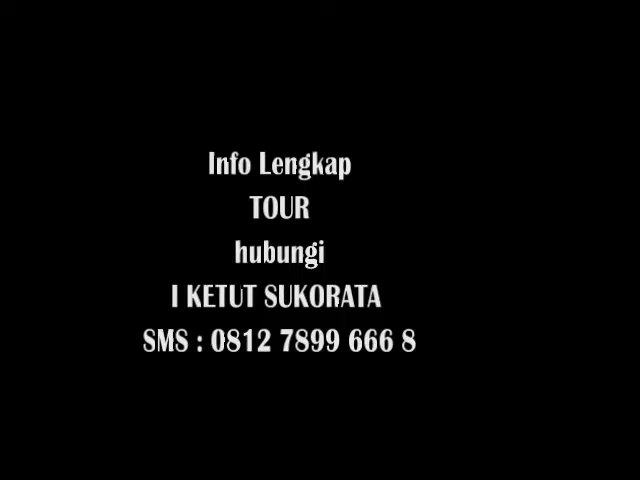 Info Lengkap
TOUR
hubungi
I KETUT SUKORATA
SMS : 0812 7899 666 8